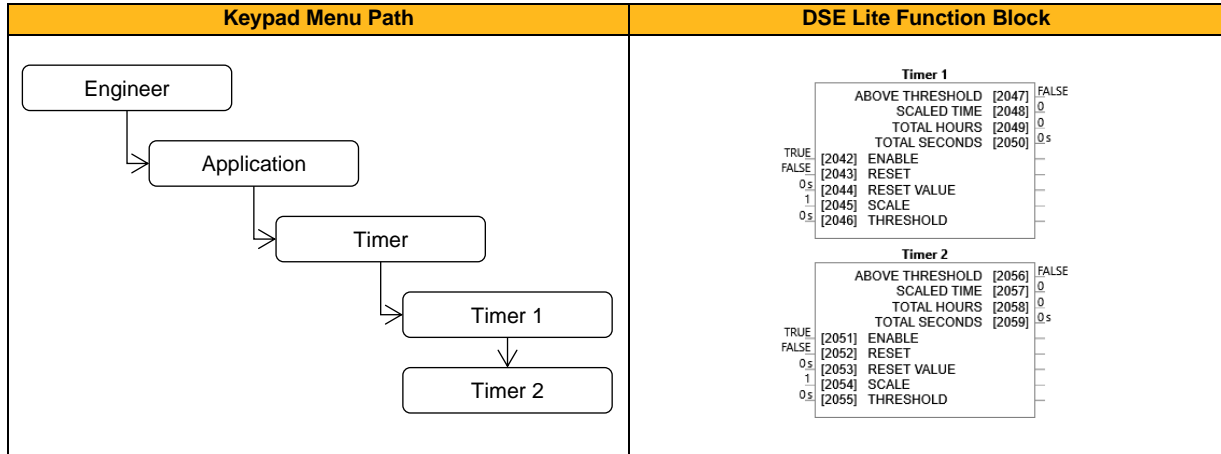 Keypad Menu Path
DSE Lite Function Block
Engineer
Application
Timer
Timer 1
Timer 2
Timer 1
ABOVE THRESHOLD [2047] FALSE
SCALED TIME [2048] 0
TOTAL HOURS [2049] 0
TOTAL SECONDS [2050] 0 s
TRUE [2042] ENABLE
FALSE [2043] RESET
0 s [2044] RESET VALUE
1 [2045] SCALE
0 s [2046] THRESHOLD
Timer 2
ABOVE THRESHOLD [2056] FALSE
SCALED TIME [2057] 0
TOTAL HOURS [2058] 0
TOTAL SECONDS [2059] 0 s
TRUE [2051] ENABLE
FALSE [2052] RESET
0 s [2053] RESET VALUE
1 [2054] SCALE
0 s [2055] THRESHOLD